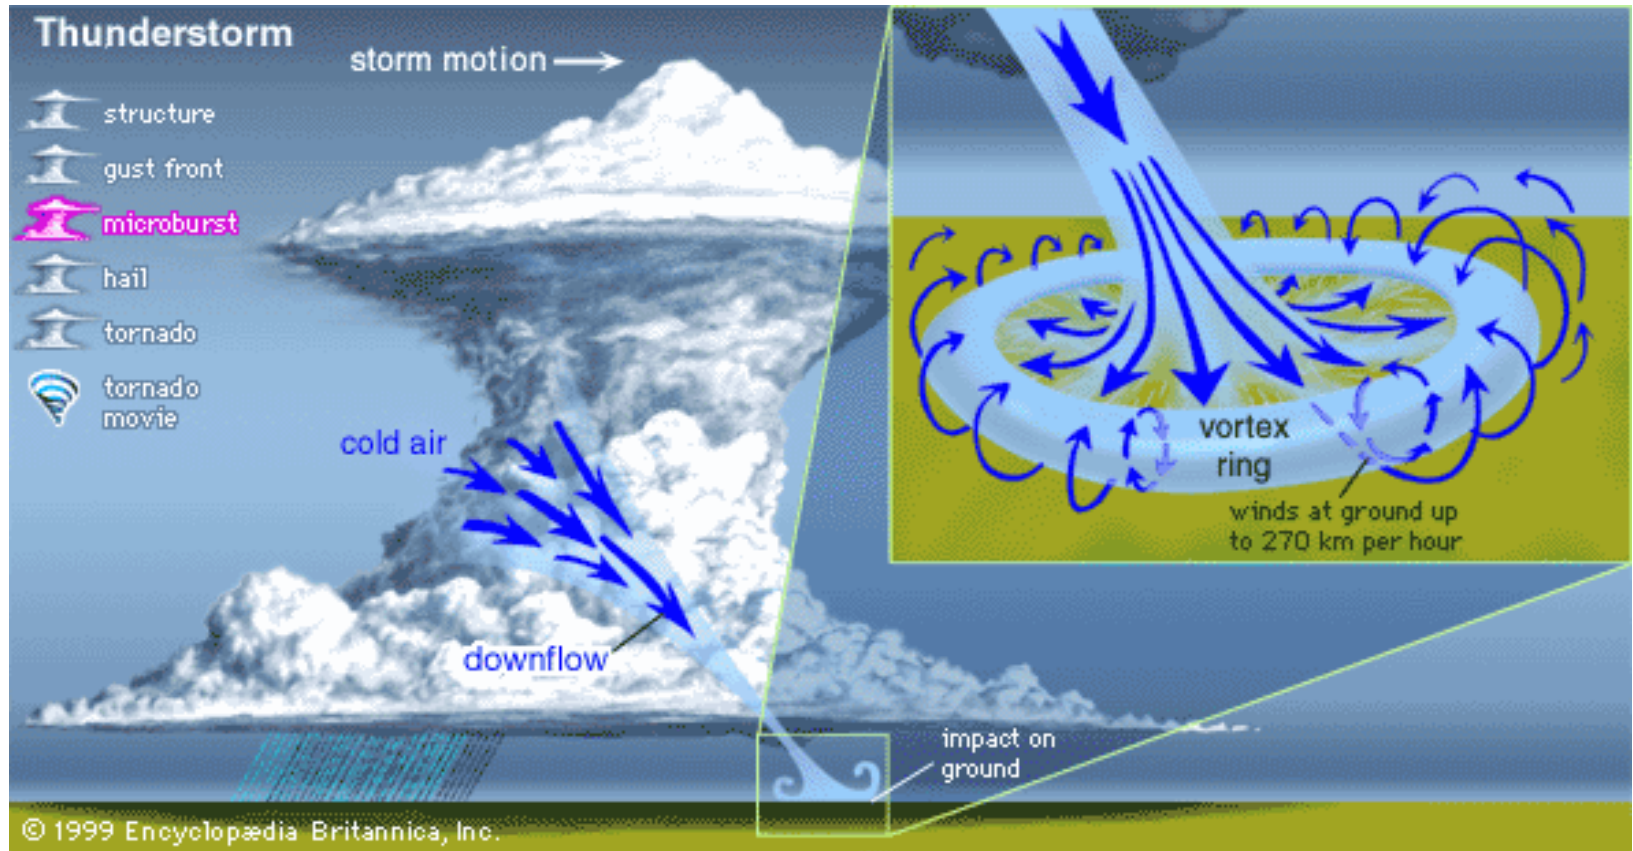 Thunderstorm
storm motion
structure
gust front
microburst
hail
tornado
tornado
movie
cold air
downflow
vortex
ring
winds at ground up
to 270 km per hour
impact on
ground
© 1999 Encyclopædia Britannica, Inc.